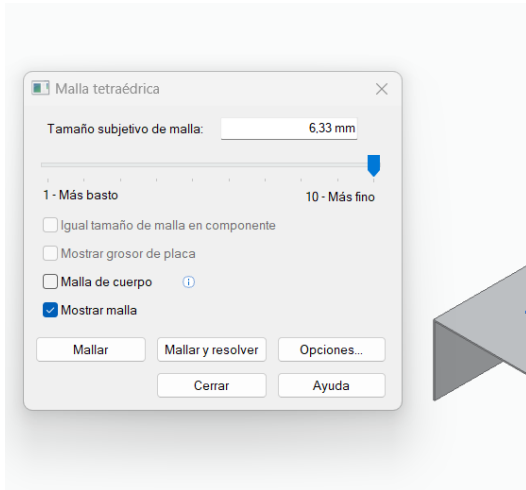 Malla tetraédrica
Tamaño subjetivo de malla: 6,33 mm
1 - Más basto 10 - Más fino
Igual tamaño de malla en componente
Mostrar grosor de placa
Malla de cuerpo
Mostrar malla
Mallar Mallar y resolver Opciones...
Cerrar Ayuda